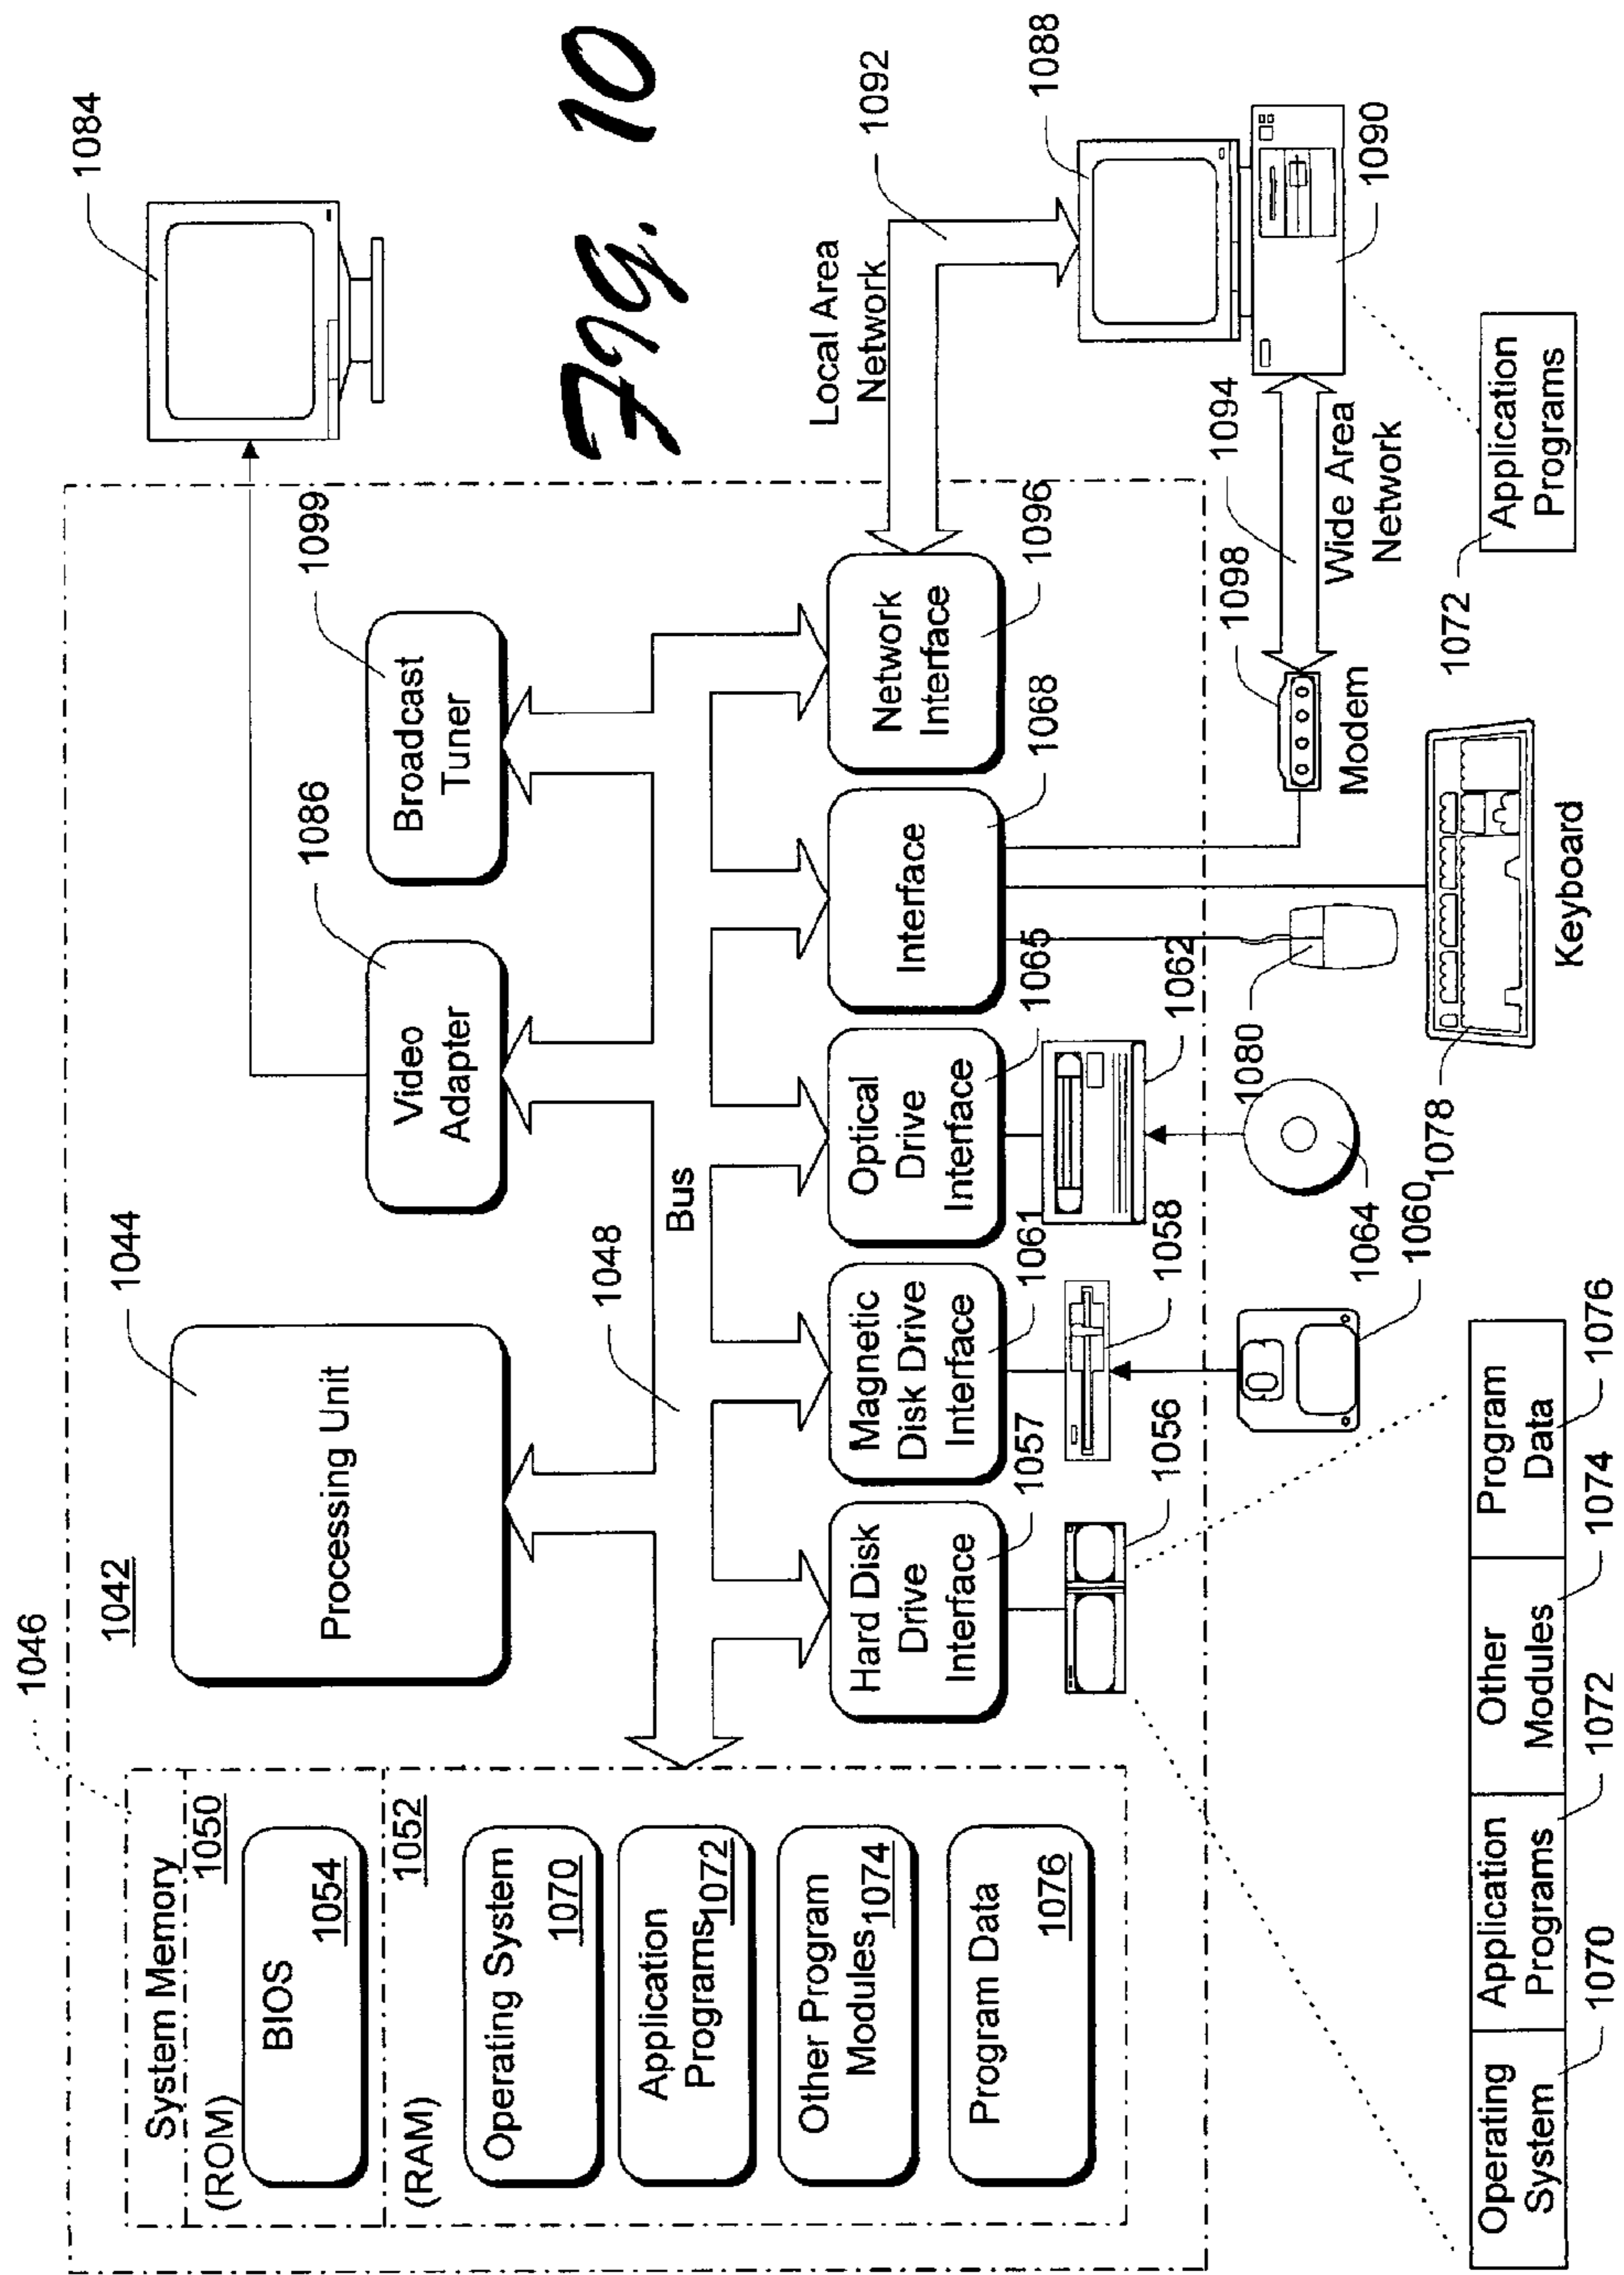 1046
1042
1044
1084
System Memory
(ROM)
1050
BIOS
1054
(RAM)
1052
Operating System
1070
Application
Programs
1072
Other Program
Modules
1074
Program Data
1076
Processing Unit
1086
Video
Adapter
1099
Broadcast
Tuner
FIG. 10
1048
Bus
Hard Disk
Drive
Interface
1057
Magnetic
Disk Drive
Interface
1061
Optical
Drive
Interface
1065
Interface
1068
Network
Interface
1096
Local Area
Network
1092
1088
1056
1058
1062
1060
1064
1080
1078
Keyboard
Modem
1098
1094
Wide Area
Network
1090
1072
Application
Programs
Operating
System
Application
Programs
Other
Modules
Program
Data
1070
1072
1074
1076